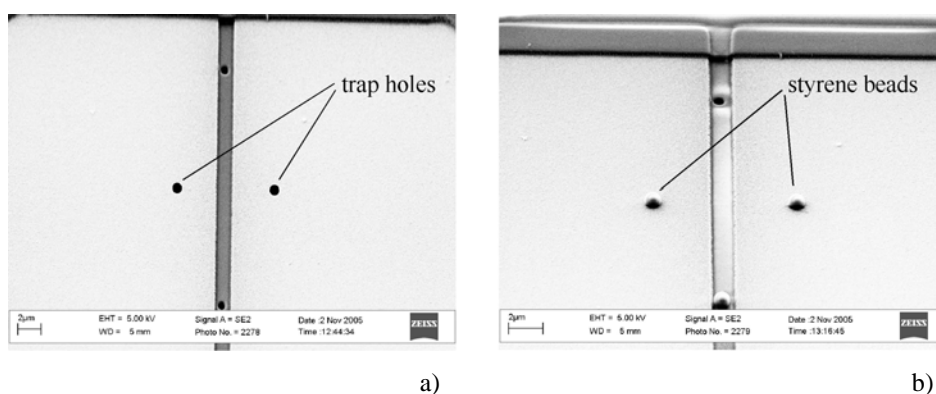 trap holes
2µm
EHT = 5.00 kV
WD = 5 mm
Signal A = SE2
Photo No. = 2278
Date :2 Nov 2005
Time :12:44:34
ZEISS
a)
styrene beads
2µm
EHT = 5.00 kV
WD = 5 mm
Signal A = SE2
Photo No. = 2279
Date :2 Nov 2005
Time :13:16:45
ZEISS
b)